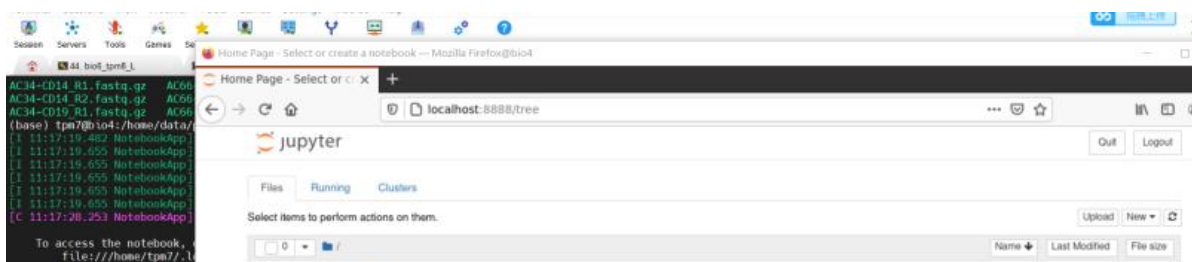 Session Servers Tools Games
44. bio6_tpm8_L
Home Page - Select or create a notebook — Mozilla Firefox@bio4
Home Page - Select or cr × +
localhost:8888/tree
AC34-CD14_R1.fastq.gz AC66
AC34-CD14_R2.fastq.gz AC66
AC34-CD19_R1.fastq.gz AC66
(base) tpm7@bio4:/home/data/
[I 11:17:19.482 NotebookApp]
[I 11:17:19.655 NotebookApp]
[I 11:17:19.655 NotebookApp]
[I 11:17:19.655 NotebookApp]
[I 11:17:19.655 NotebookApp]
[I 11:17:19.655 NotebookApp]
[C 11:17:28.253 NotebookApp]
To access the notebook,
file:///home/tpm7/.l
jupyter
Quit Logout
Files Running Clusters
Select items to perform actions on them.
Upload New
0 /
Name Last Modified File size